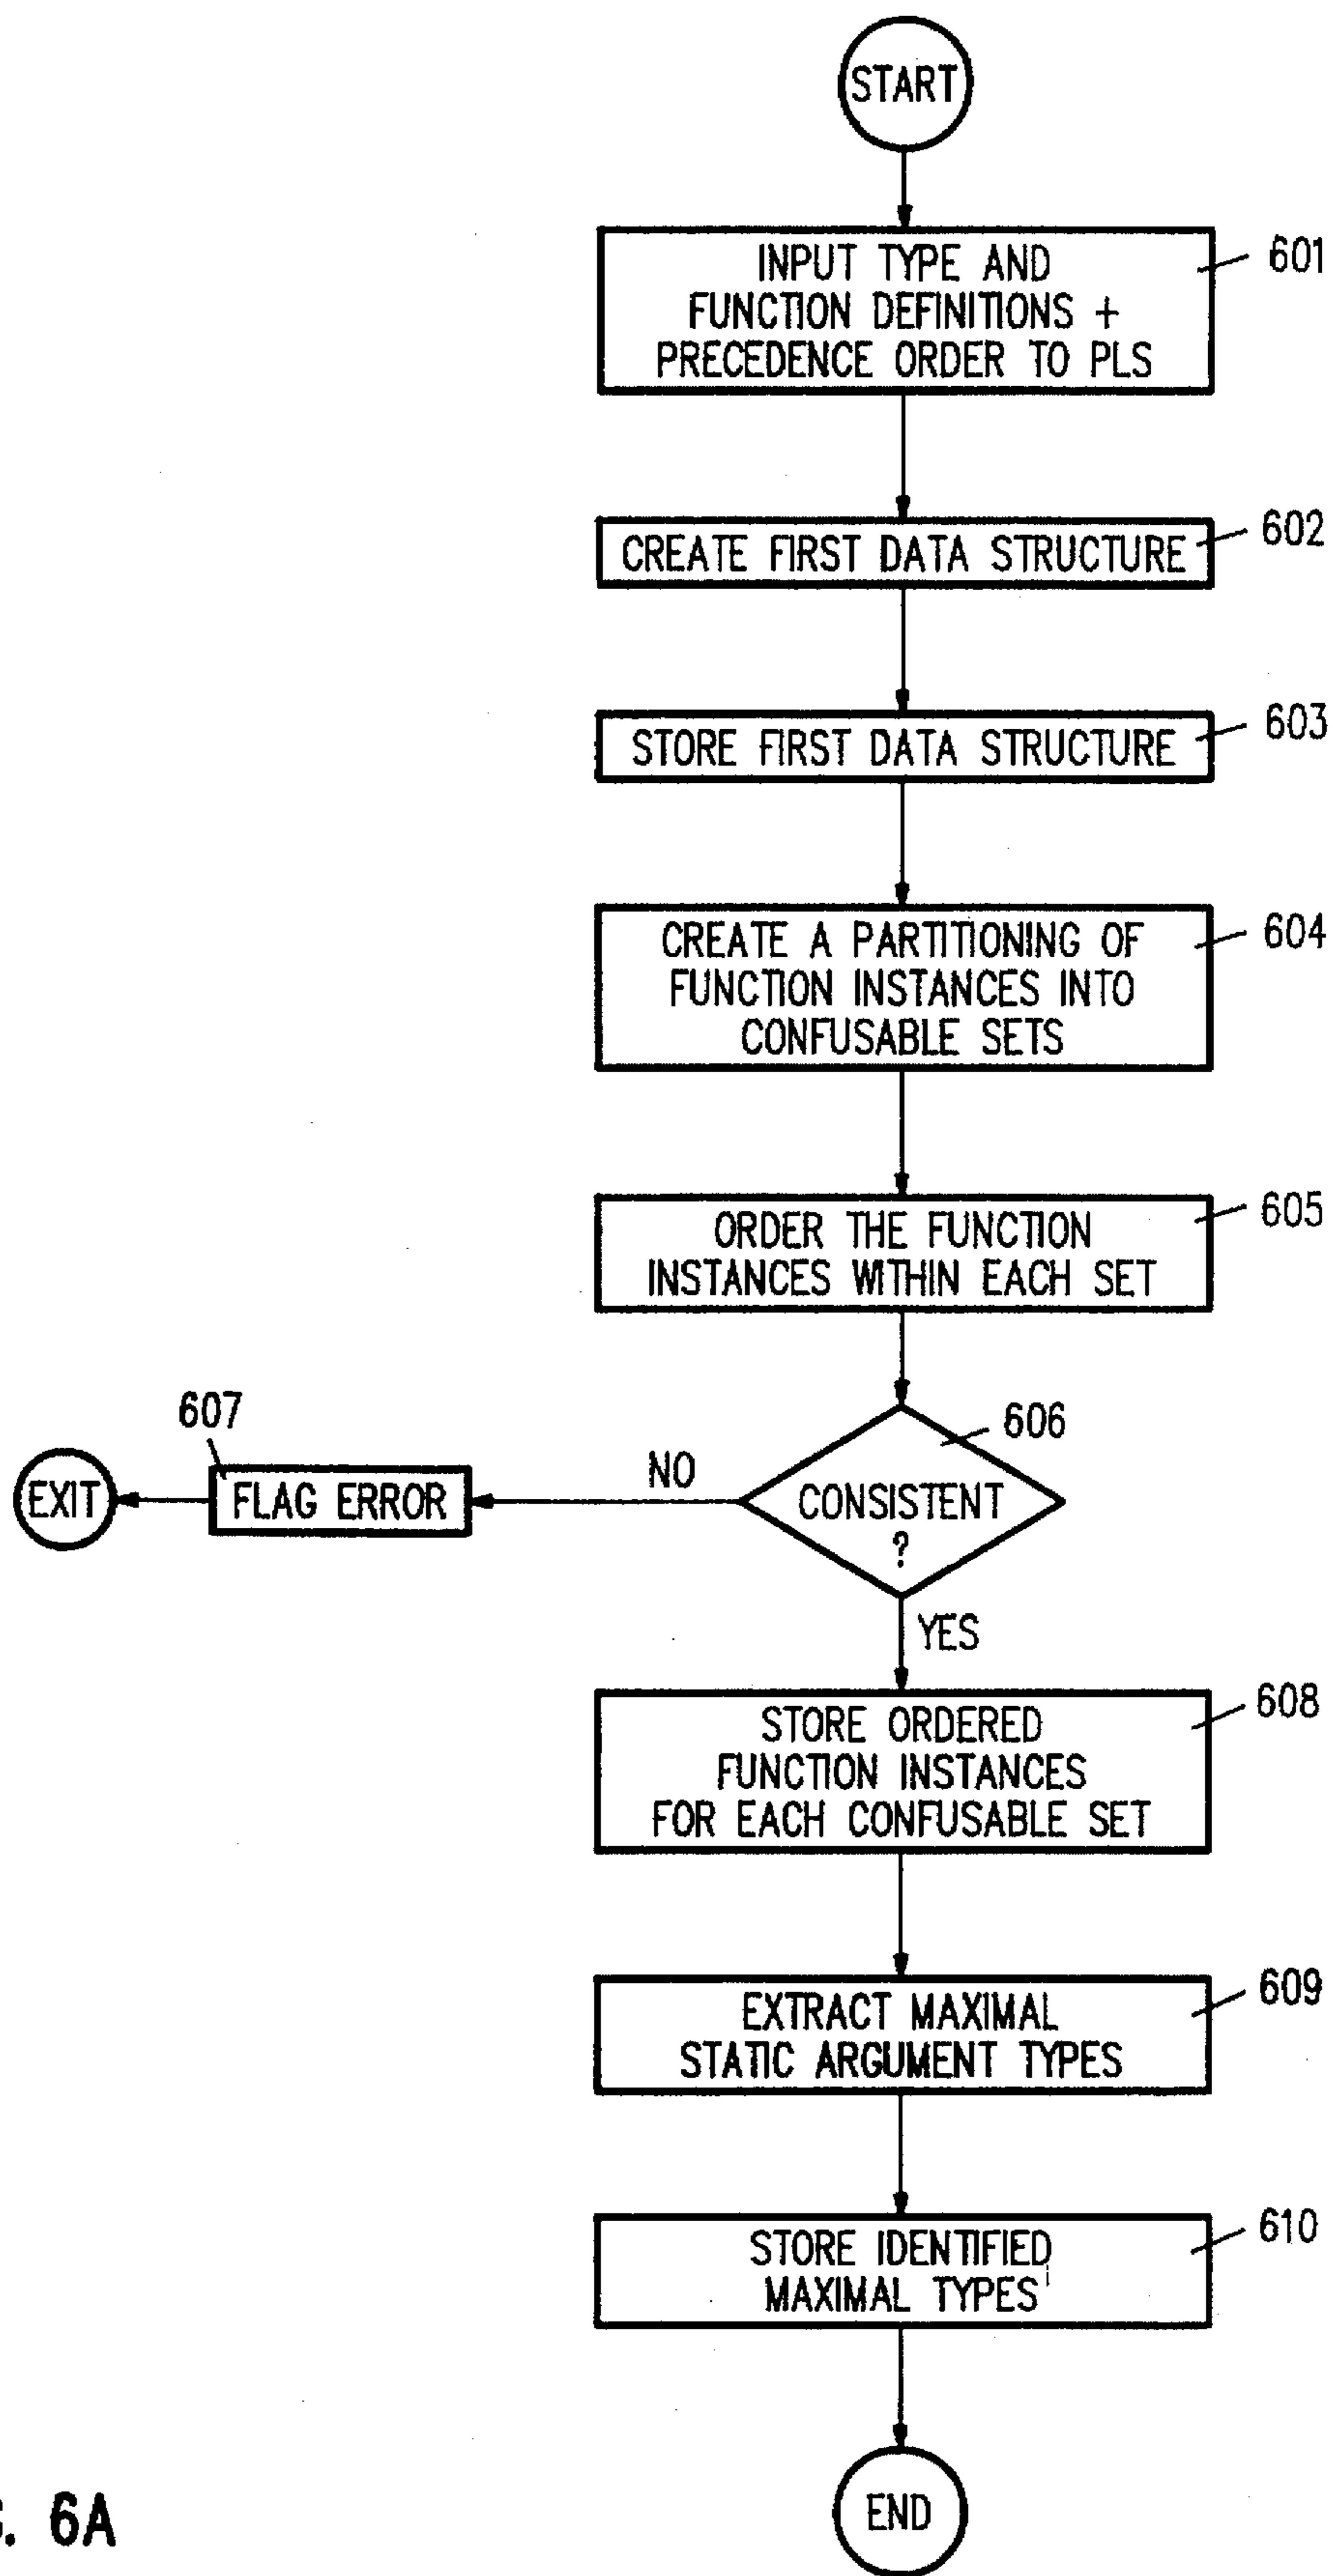 START
INPUT TYPE AND
FUNCTION DEFINITIONS +
PRECEDENCE ORDER TO PLS
601
CREATE FIRST DATA STRUCTURE
602
STORE FIRST DATA STRUCTURE
603
CREATE A PARTITIONING OF
FUNCTION INSTANCES INTO
CONFUSABLE SETS
604
ORDER THE FUNCTION
INSTANCES WITHIN EACH SET
605
606
CONSISTENT
?
NO
607
FLAG ERROR
EXIT
YES
STORE ORDERED
FUNCTION INSTANCES
FOR EACH CONFUSABLE SET
608
EXTRACT MAXIMAL
STATIC ARGUMENT TYPES
609
STORE IDENTIFIED
MAXIMAL TYPES
610
END
6A